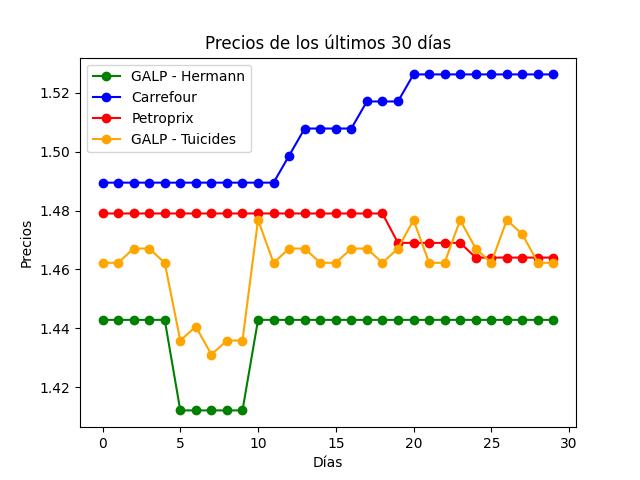 Precios de los últimos 30 días
GALP - Hermann
Carrefour
Petroprix
GALP - Tuicides
1.52
1.50
1.48
1.46
1.44
1.42
Precios
0 5 10 15 20 25 30
Días